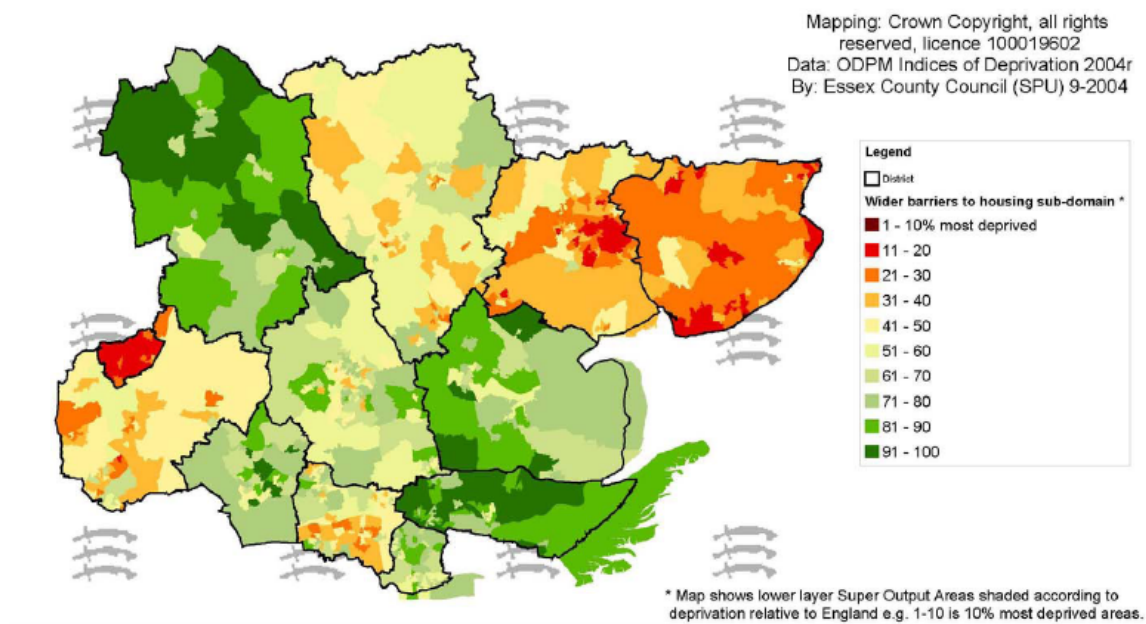 Mapping: Crown Copyright, all rights
reserved, licence 100019602
Data: ODPM Indices of Deprivation 2004r
By: Essex County Council (SPU) 9-2004
Legend
District
Wider barriers to housing sub-domain *
1 - 10% most deprived
11 - 20
21 - 30
31 - 40
41 - 50
51 - 60
61 - 70
71 - 80
81 - 90
91 - 100
* Map shows lower layer Super Output Areas shaded according to
deprivation relative to England e.g. 1-10 is 10% most deprived areas.